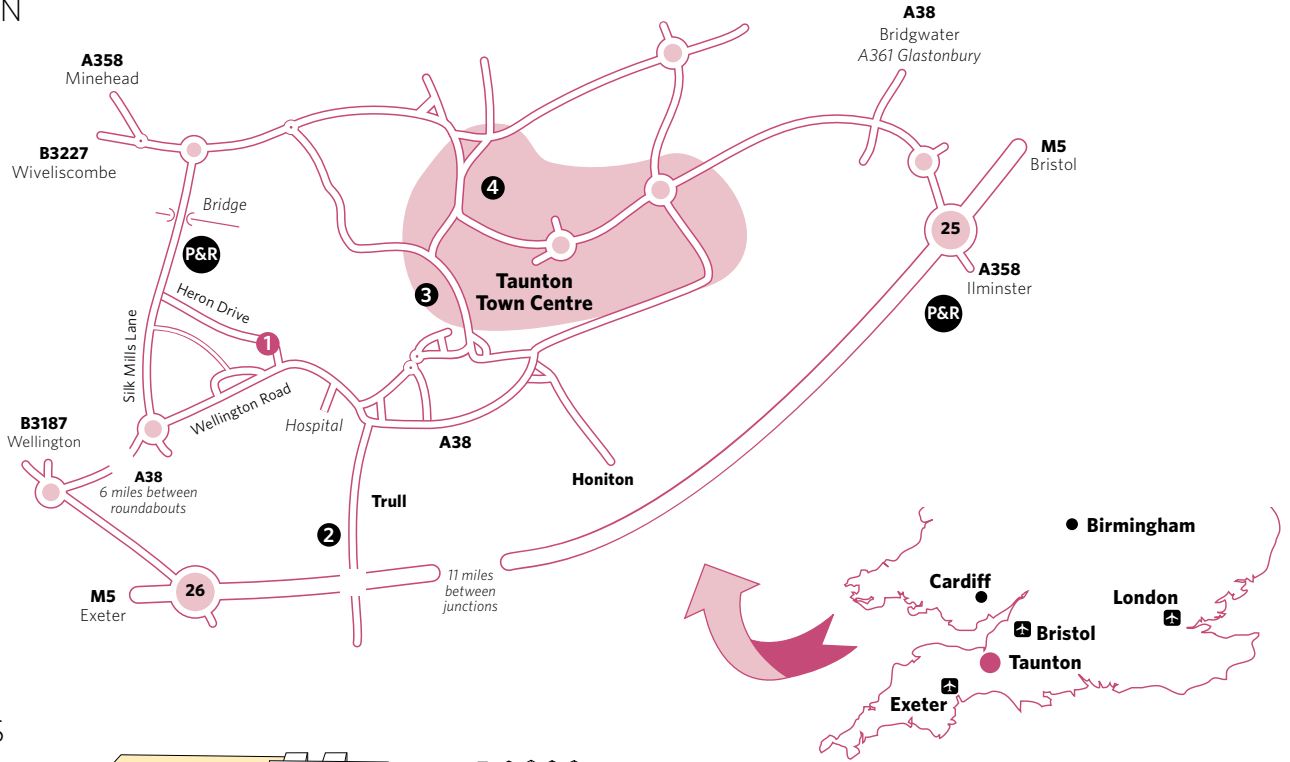 N
A358
Minehead
B3227
Wiveliscombe
Bridge
P&R
Heron Drive
Silk Mills Lane
1
Wellington Road
Hospital
B3187
Wellington
A38
6 miles between
roundabouts
M5
Exeter
26
Trull
2
A38
Honiton
11 miles
between
junctions
3
4
Taunton
Town Centre
A38
Bridgwater
A361 Glastonbury
M5
Bristol
25
A358
Ilminster
P&R
Birmingham
Cardiff
London
Bristol
Taunton
Exeter